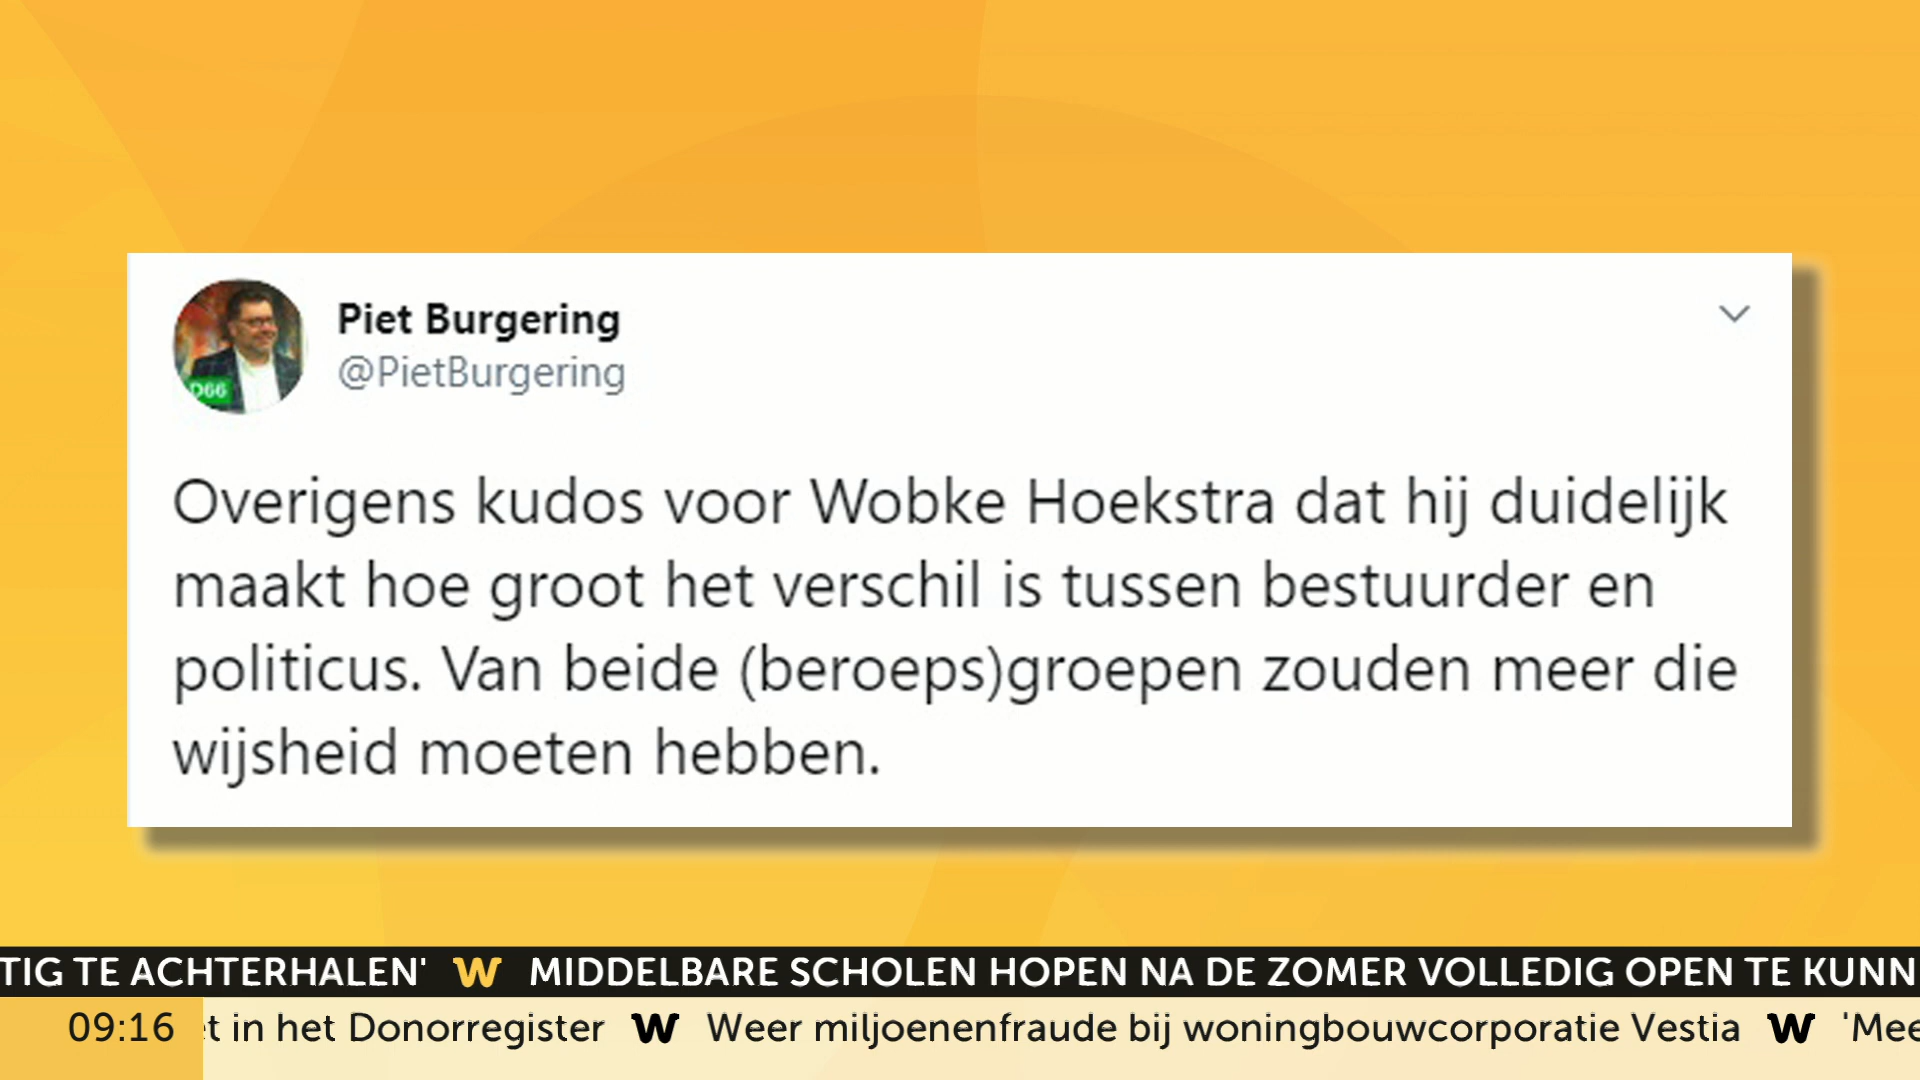 Piet Burgering
@PietBurgering
D66
Overigens kudos voor Wobke Hoekstra dat hij duidelijk
maakt hoe groot het verschil is tussen bestuurder en
politicus. Van beide (beroeps)groepen zouden meer die
wijsheid moeten hebben.
TIG TE ACHTERHALEN' W MIDDELBARE SCHOLEN HOPEN NA DE ZOMER VOLLEDIG OPEN TE KUNN
09:16 t in het Donorregister W Weer miljoenenfraude bij woningbouwcorporatie Vestia W 'Mee